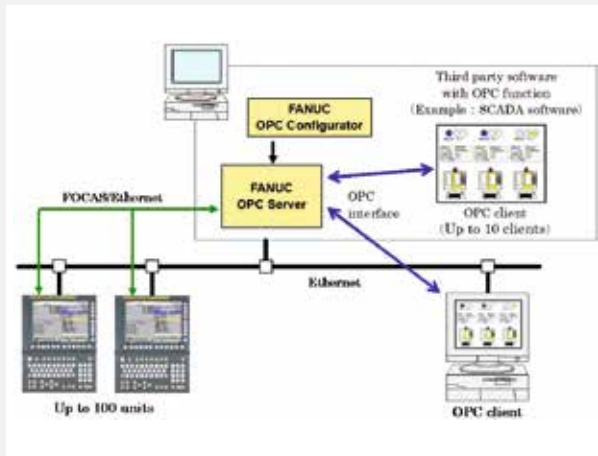 Third party software
with OPC function
(Example : SCADA software)
FANUC
OPC Configurator
FANUC
OPC Server
FOCAS/Ethernet
OPC
interface
OPC client
(Up to 10 clients)
Ethernet
Up to 100 units
OPC client